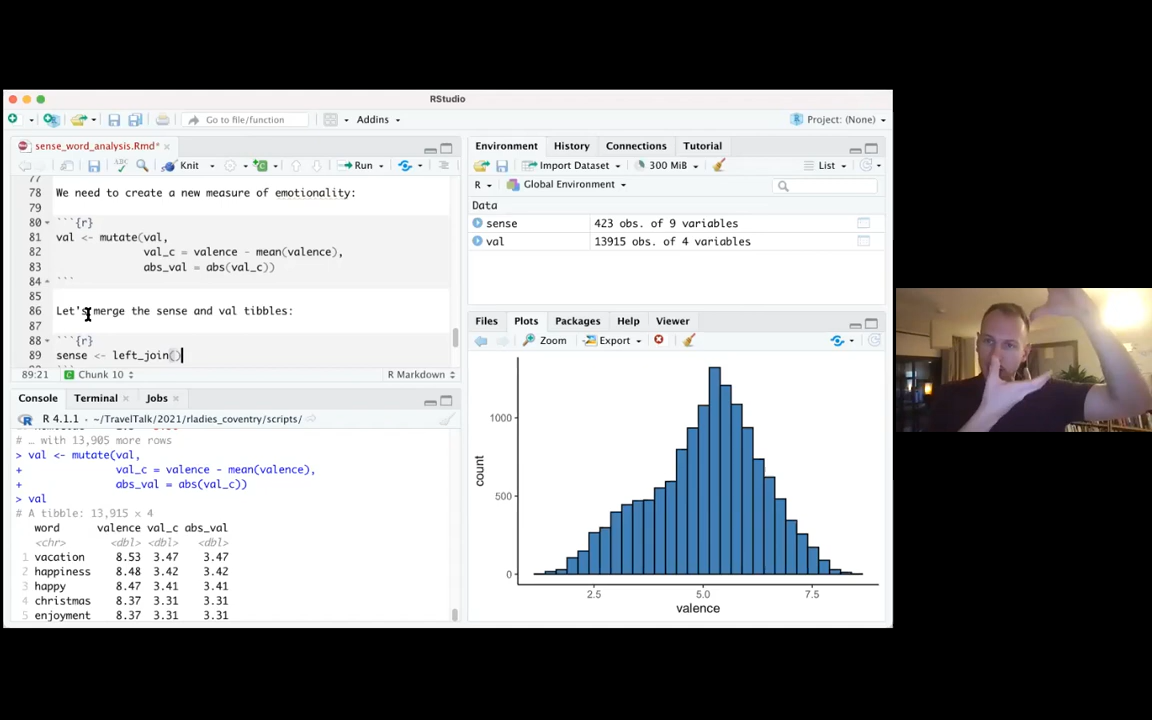 RStudio
Go to file/function
Addins
Project: (None)
sense_word_analysis.Rmd*
Knit
Run
77
78 We need to create a new measure of emotionality:
79
80 ```{r}
81 val <- mutate(val,
82 val_c = valence - mean(valence),
83 abs_val = abs(val_c))
84 ```
85
86 Let's merge the sense and val tibbles:
87
88 ```{r}
89 sense <- left_join()
89:21 Chunk 10 R Markdown
Console Terminal Jobs
R 4.1.1 · ~/TravelTalk/2021/rladies_coventry/scripts/
# … with 13,905 more rows
> val <- mutate(val,
+ val_c = valence - mean(valence),
+ abs_val = abs(val_c))
> val
# A tibble: 13,915 × 4
word valence val_c abs_val
<chr> <dbl> <dbl> <dbl>
1 vacation 8.53 3.47 3.47
2 happiness 8.48 3.42 3.42
3 happy 8.47 3.41 3.41
4 christmas 8.37 3.31 3.31
5 enjoyment 8.37 3.31 3.31
Environment History Connections Tutorial
Import Dataset 300 MiB List
R Global Environment
Data
sense 423 obs. of 9 variables
val 13915 obs. of 4 variables
Files Plots Packages Help Viewer
Zoom Export
1000
500
0
count
2.5 5.0 7.5
valence